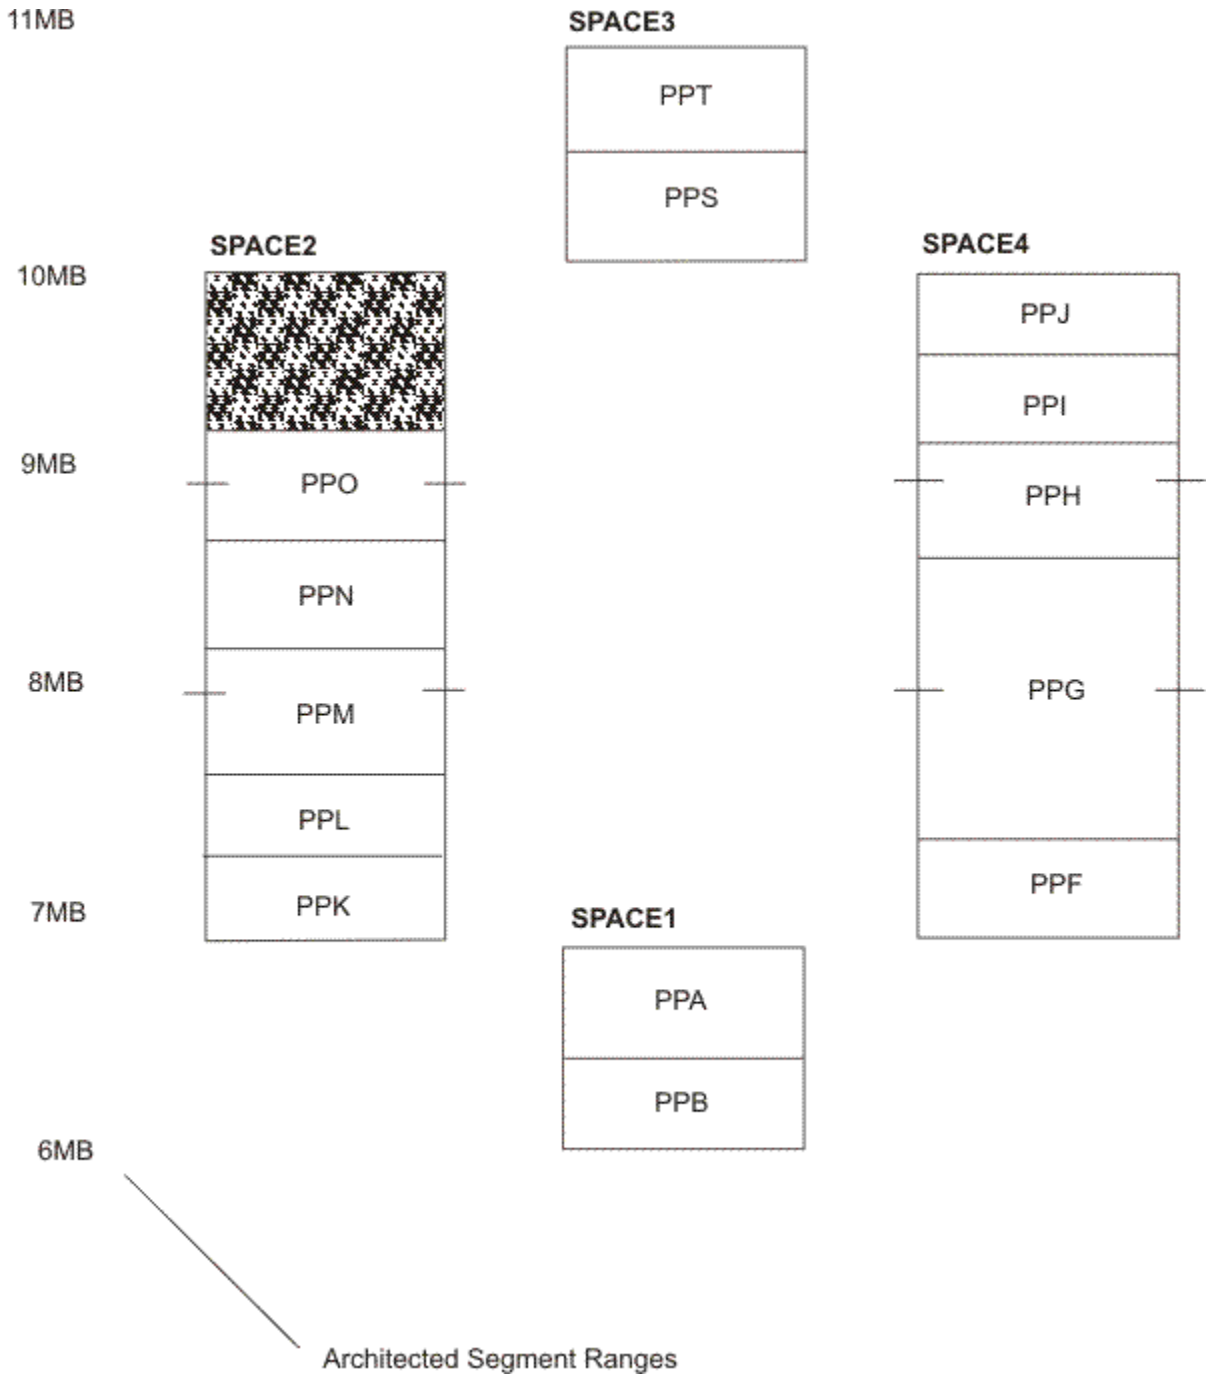 11MB
SPACE3
PPT
PPS
SPACE2
SPACE4
10MB
PPJ
PPI
9MB
PPO
PPH
PPN
8MB
PPM
PPG
PPL
PPF
PPK
7MB
SPACE1
PPA
PPB
6MB
Architected Segment Ranges